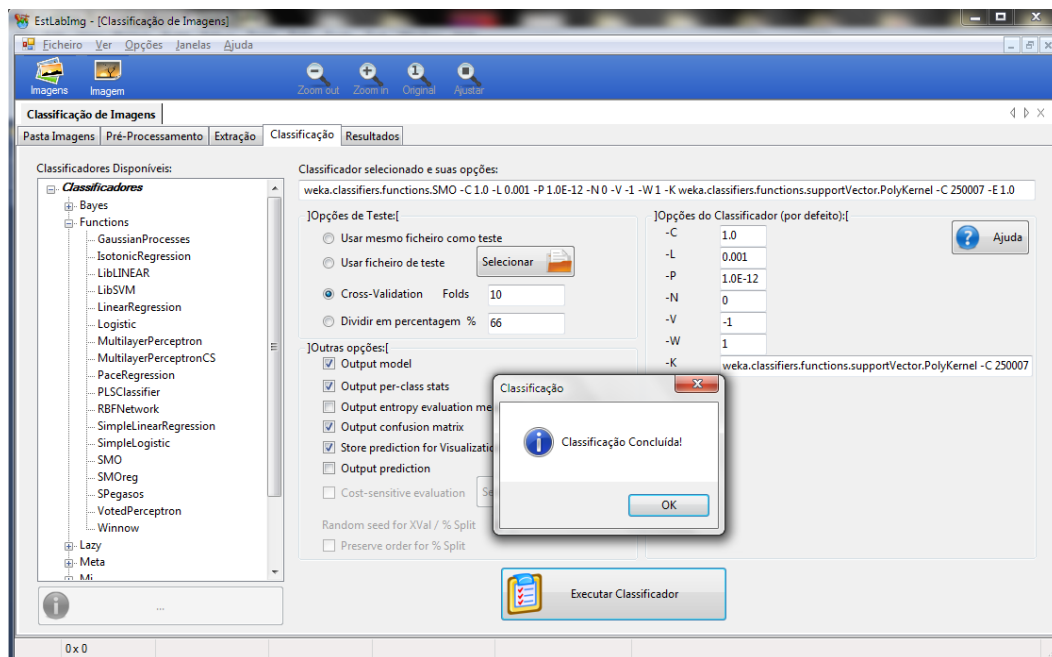 EstLabImg - [Classificação de Imagens]
Ficheiro Ver Opções Janelas Ajuda
Imagens Imagem Zoom out Zoom in Original Ajustar
Classificação de Imagens
Pasta Imagens Pré-Processamento Extração Classificação Resultados
Classificadores Disponíveis:
Classificadores
Bayes
Functions
GaussianProcesses
IsotonicRegression
LibLINEAR
LibSVM
LinearRegression
Logistic
MultilayerPerceptron
MultilayerPerceptronCS
PaceRegression
PLSClassifier
RBFNetwork
SimpleLinearRegression
SimpleLogistic
SMO
SMOreg
SPegasos
VotedPerceptron
Winnow
Lazy
Meta
Mi
...
Classificador selecionado e suas opções:
weka.classifiers.functions.SMO -C 1.0 -L 0.001 -P 1.0E-12 -N 0 -V -1 -W 1 -K weka.classifiers.functions.supportVector.PolyKernel -C 250007 -E 1.0
]Opções de Teste:[
Usar mesmo ficheiro como teste
Usar ficheiro de teste Selecionar
Cross-Validation Folds 10
Dividir em percentagem % 66
]Outras opções:[
Output model
Output per-class stats
Output entropy evaluation me
Output confusion matrix
Store prediction for Visualizatio
Output prediction
Cost-sensitive evaluation Se
Random seed for XVal / % Split
Preserve order for % Split
]Opções do Classificador (por defeito):[
-C 1.0
-L 0.001
-P 1.0E-12
-N 0
-V -1
-W 1
-K weka.classifiers.functions.supportVector.PolyKernel -C 250007
Ajuda
Classificação
Classificação Concluída!
OK
Executar Classificador
0 x 0